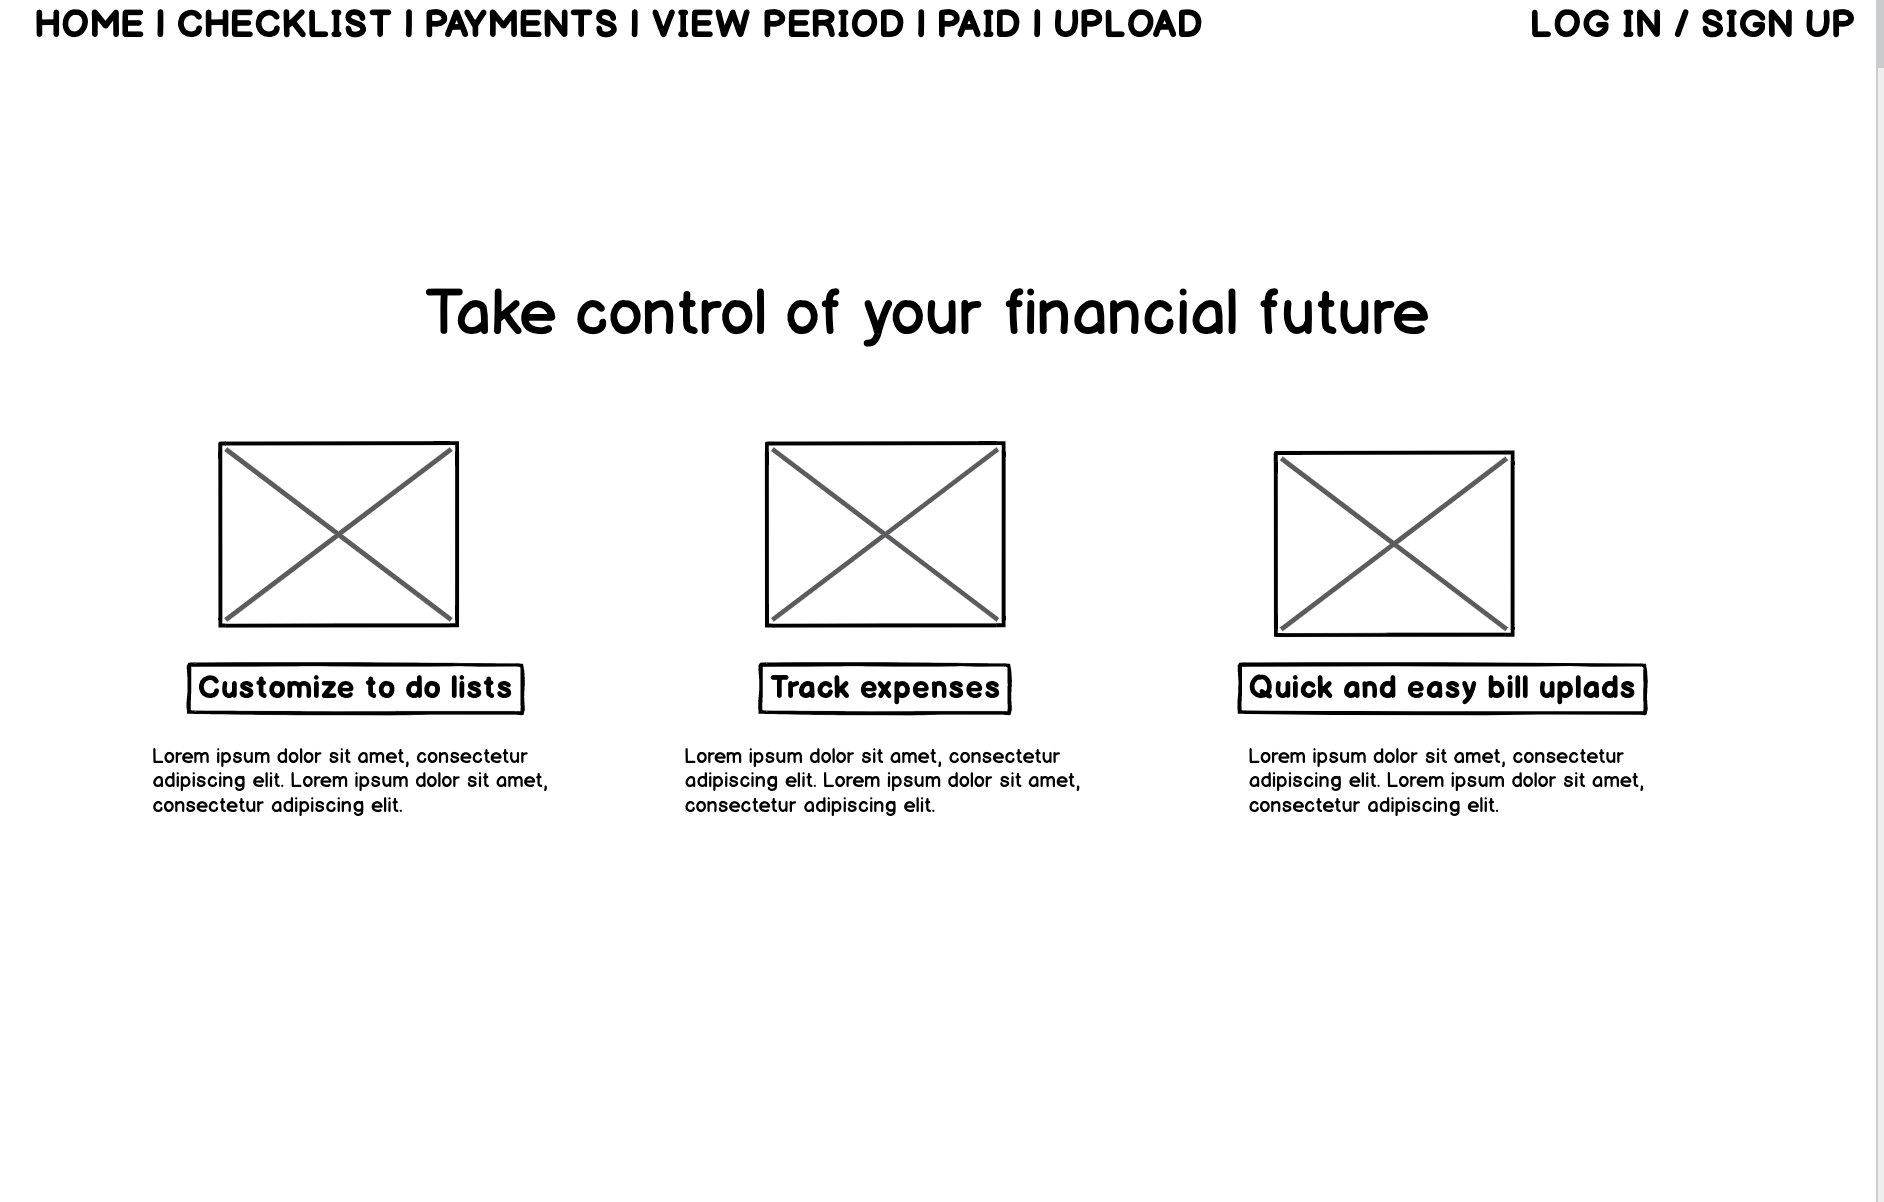 HOME | CHECKLIST | PAYMENTS | VIEW PERIOD | PAID | UPLOAD
LOG IN / SIGN UP
Take control of your financial future
Customize to do lists
Lorem ipsum dolor sit amet, consectetur
adipiscing elit. Lorem ipsum dolor sit amet,
consectetur adipiscing elit.
Track expenses
Lorem ipsum dolor sit amet, consectetur
adipiscing elit. Lorem ipsum dolor sit amet,
consectetur adipiscing elit.
Quick and easy bill uplads
Lorem ipsum dolor sit amet, consectetur
adipiscing elit. Lorem ipsum dolor sit amet,
consectetur adipiscing elit.